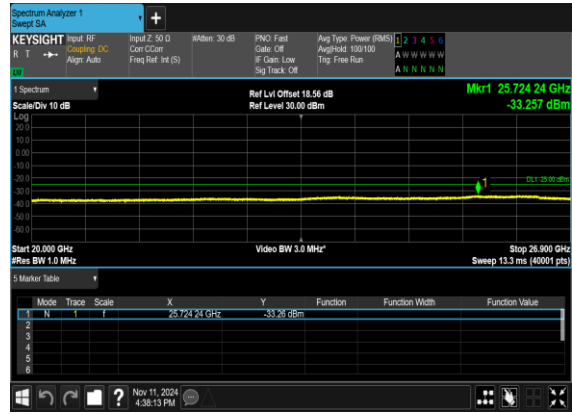 Spectrum Analyzer 1
Swept SA
+
KEYSIGHT Input: RF Input Z: 50 Ω #Atten: 30 dB PNO: Fast Avg Type: Power (RMS) 1 2 3 4 5 6
R T Coupling: DC Corr CCorr Gate: Off Avg|Hold: 100/100 A W W W W W
Align: Auto Freq Ref: Int (S) IF Gain: Low Trig: Free Run
Sig Track: Off A N N N N N
1 Spectrum Ref Lvl Offset 18.56 dB Mkr1 25.724 24 GHz
Scale/Div 10 dB Ref Level 30.00 dBm -33.257 dBm
Log
20.0
10.0
0.00
-10.0
-20.0 1 DL1 -25.00 dBm
-30.0
-40.0
-50.0
-60.0
Start 20.000 GHz Video BW 3.0 MHz* Stop 26.900 GHz
#Res BW 1.0 MHz Sweep 13.3 ms (40001 pts)
5 Marker Table
Mode Trace Scale X Y Function Function Width Function Value
1 N 1 f 25.724 24 GHz -33.26 dBm
2
3
4
5
6
? Nov 11, 2024
4:38:13 PM